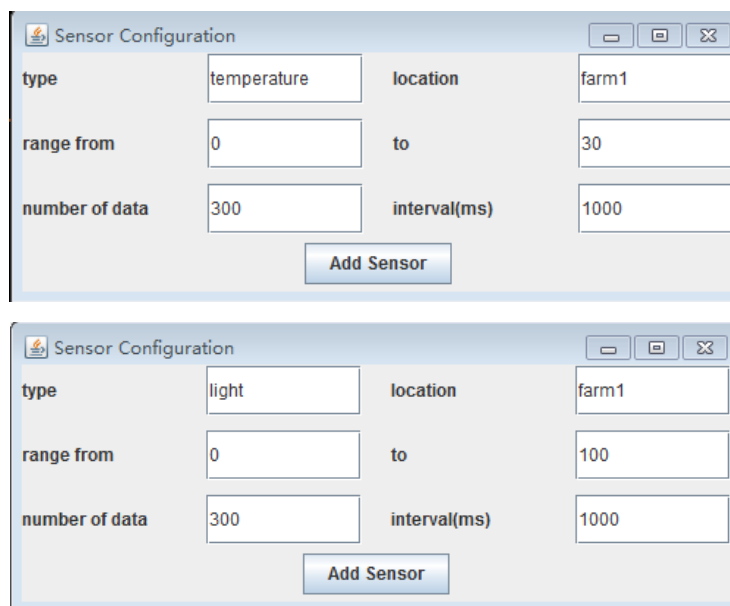 Sensor Configuration
type temperature location farm1
range from 0 to 30
number of data 300 interval(ms) 1000
Add Sensor
Sensor Configuration
type light location farm1
range from 0 to 100
number of data 300 interval(ms) 1000
Add Sensor